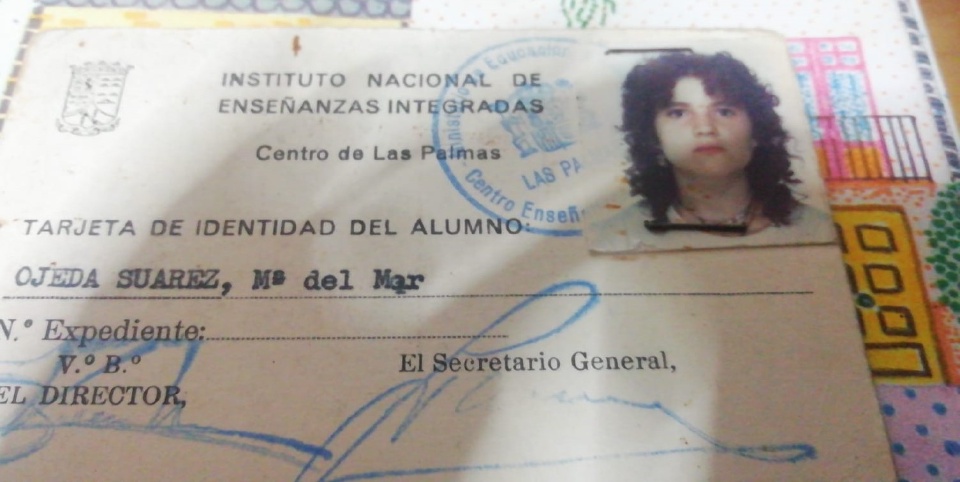 INSTITUTO NACIONAL DE
ENSEÑANZAS INTEGRADAS
Centro de Las Palmas
Educación
LAS PA
Centro Enseñ
TARJETA DE IDENTIDAD DEL ALUMNO:
OJEDA SUAREZ, Mª del Mar
N.º Expediente:
V.º B.º
El Secretario General,
EL DIRECTOR,